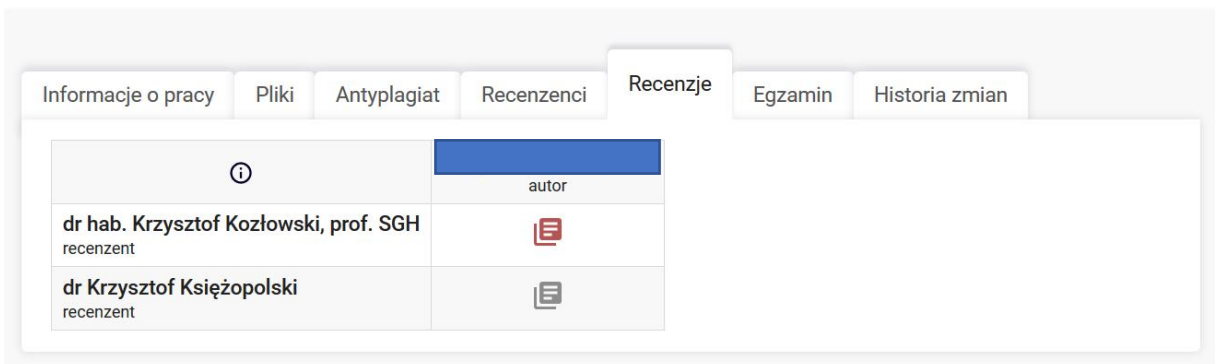 Informacje o pracy Pliki Antyplagiat Recenzenci Recenzje Egzamin Historia zmian
autor
dr hab. Krzysztof Kozłowski, prof. SGH
recenzent
dr Krzysztof Księżopolski
recenzent